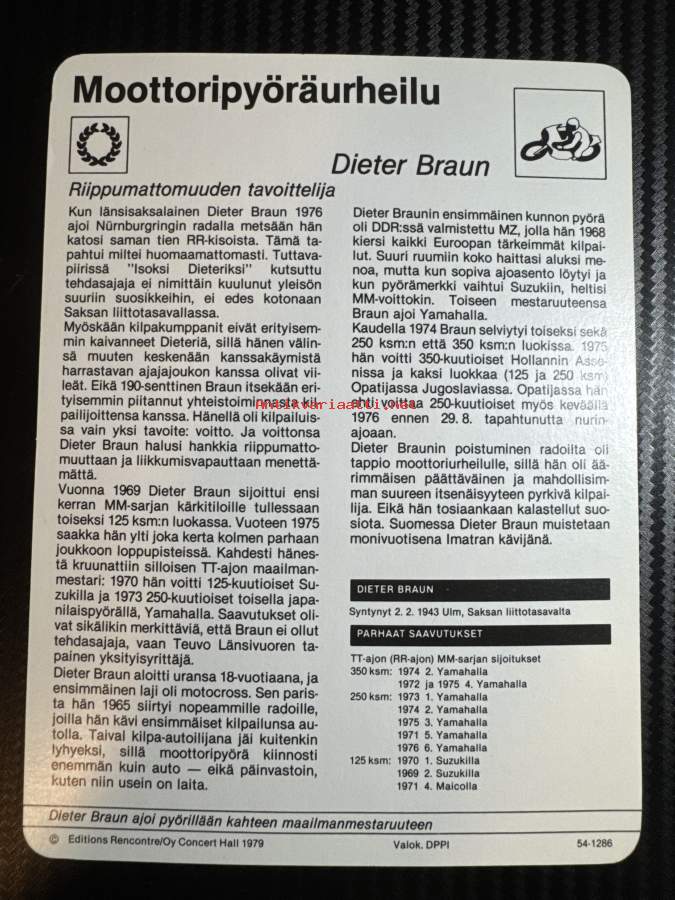 Moottoripyöräurheilu
Dieter Braun
Riippumattomuuden tavoittelija
Kun länsisaksalainen Dieter Braun 1976
ajoi Nürnburgringin radalla metsään hän
katosi saman tien RR-kisoista. Tämä ta-
pahtui miltei huomaamattomasti. Tuttava-
piirissä "Isoksi Dieteriksi" kutsuttu
tehdasajaja ei nimittäin kuulunut yleisön
suuriin suosikkeihin, ei edes kotonaan
Saksan liittotasavallassa.
Myöskään kilpakumppanit eivät erityisem-
min kaivanneet Dieteriä, sillä hänen välin-
sä muuten keskenään kanssakäymistä
harrastavan ajajajoukon kanssa olivat vii-
leät. Eikä 190-senttinen Braun itsekään eri-
tyisemmin piitannut yhteistoiminnasta kil-
pailijoittensa kanssa. Hänellä oli kilpailuis-
sa vain yksi tavoite: voitto. Ja voittonsa
Dieter Braun halusi hankkia riippumatto-
muuttaan ja liikkumisvapauttaan menettä-
mättä.
Vuonna 1969 Dieter Braun sijoittui ensi
kerran MM-sarjan kärkitiloille tullessaan
toiseksi 125 ksm:n luokassa. Vuoteen 1975
saakka hän ylti joka kerta kolmen parhaan
joukkoon loppupisteissä. Kahdesti hänes-
tä kruunattiin silloisen TT-ajon maailman-
mestari: 1970 hän voitti 125-kuutioiset Su-
zukilla ja 1973 250-kuutioiset toisella japa-
nilaispyörällä, Yamahalla. Saavutukset oli-
vat sikälikin merkittäviä, että Braun ei ollut
tehdasajaja, vaan Teuvo Länsivuoren ta-
painen yksityisyrittäjä.
Dieter Braun aloitti uransa 18-vuotiaana, ja
ensimmäinen laji oli motocross. Sen paris-
ta hän 1965 siirtyi nopeammille radoille,
joilla hän kävi ensimmäiset kilpailunsa au-
tolla. Taival kilpa-autoilijana jäi kuitenkin
lyhyeksi, sillä moottoripyörä kiinnosti
enemmän kuin auto — eikä päinvastoin,
kuten niin usein on laita.
Dieter Braunin ensimmäinen kunnon pyörä
oli DDR:ssä valmistettu MZ, jolla hän 1968
kiersi kaikki Euroopan tärkeimmät kilpai-
lut. Suuri ruumiin koko haittasi aluksi me-
noa, mutta kun sopiva ajoasento löytyi ja
kun pyörämerkki vaihtui Suzukiin, heltisi
MM-voittokin. Toiseen mestaruuteensa
Braun ajoi Yamahalla.
Kaudella 1974 Braun selviytyi toiseksi sekä
250 ksm:n että 350 ksm:n luokissa. 1975
hän voitti 350-kuutioiset Hollannin Asse-
nissa ja kaksi luokkaa (125 ja 250 ksm)
Opatijassa Jugoslaviassa. Opatijassa hän
ehti voittaa 250-kuutioiset myös keväällä
1976 ennen 29.8. tapahtunutta nurin-
ajoaan.
Dieter Braunin poistuminen radoilta oli
tappio moottoriurheilulle, sillä hän oli ää-
rimmäisen päättäväinen ja mahdollisim-
man suureen itsenäisyyteen pyrkivä kilpai-
lija. Eikä hän tosiaankaan kalastellut suo-
siota. Suomessa Dieter Braun muistetaan
monivuotisena Imatran kävijänä.
Antikvariaatti.net
DIETER BRAUN
Syntynyt 2. 2. 1943 Ulm, Saksan liittotasavalta
PARHAAT SAAVUTUKSET
TT-ajon (RR-ajon) MM-sarjan sijoitukset
350 ksm: 1974 2. Yamahalla
1972 ja 1975 4. Yamahalla
250 ksm: 1973 1. Yamahalla
1974 2. Yamahalla
1975 3. Yamahalla
1971 5. Yamahalla
1976 6. Yamahalla
125 ksm: 1970 1. Suzukilla
1969 2. Suzukilla
1971 4. Maicolla
Dieter Braun ajoi pyörillään kahteen maailmanmestaruuteen
© Editions Rencontre/Oy Concert Hall 1979
Valok. DPPI
54-1286